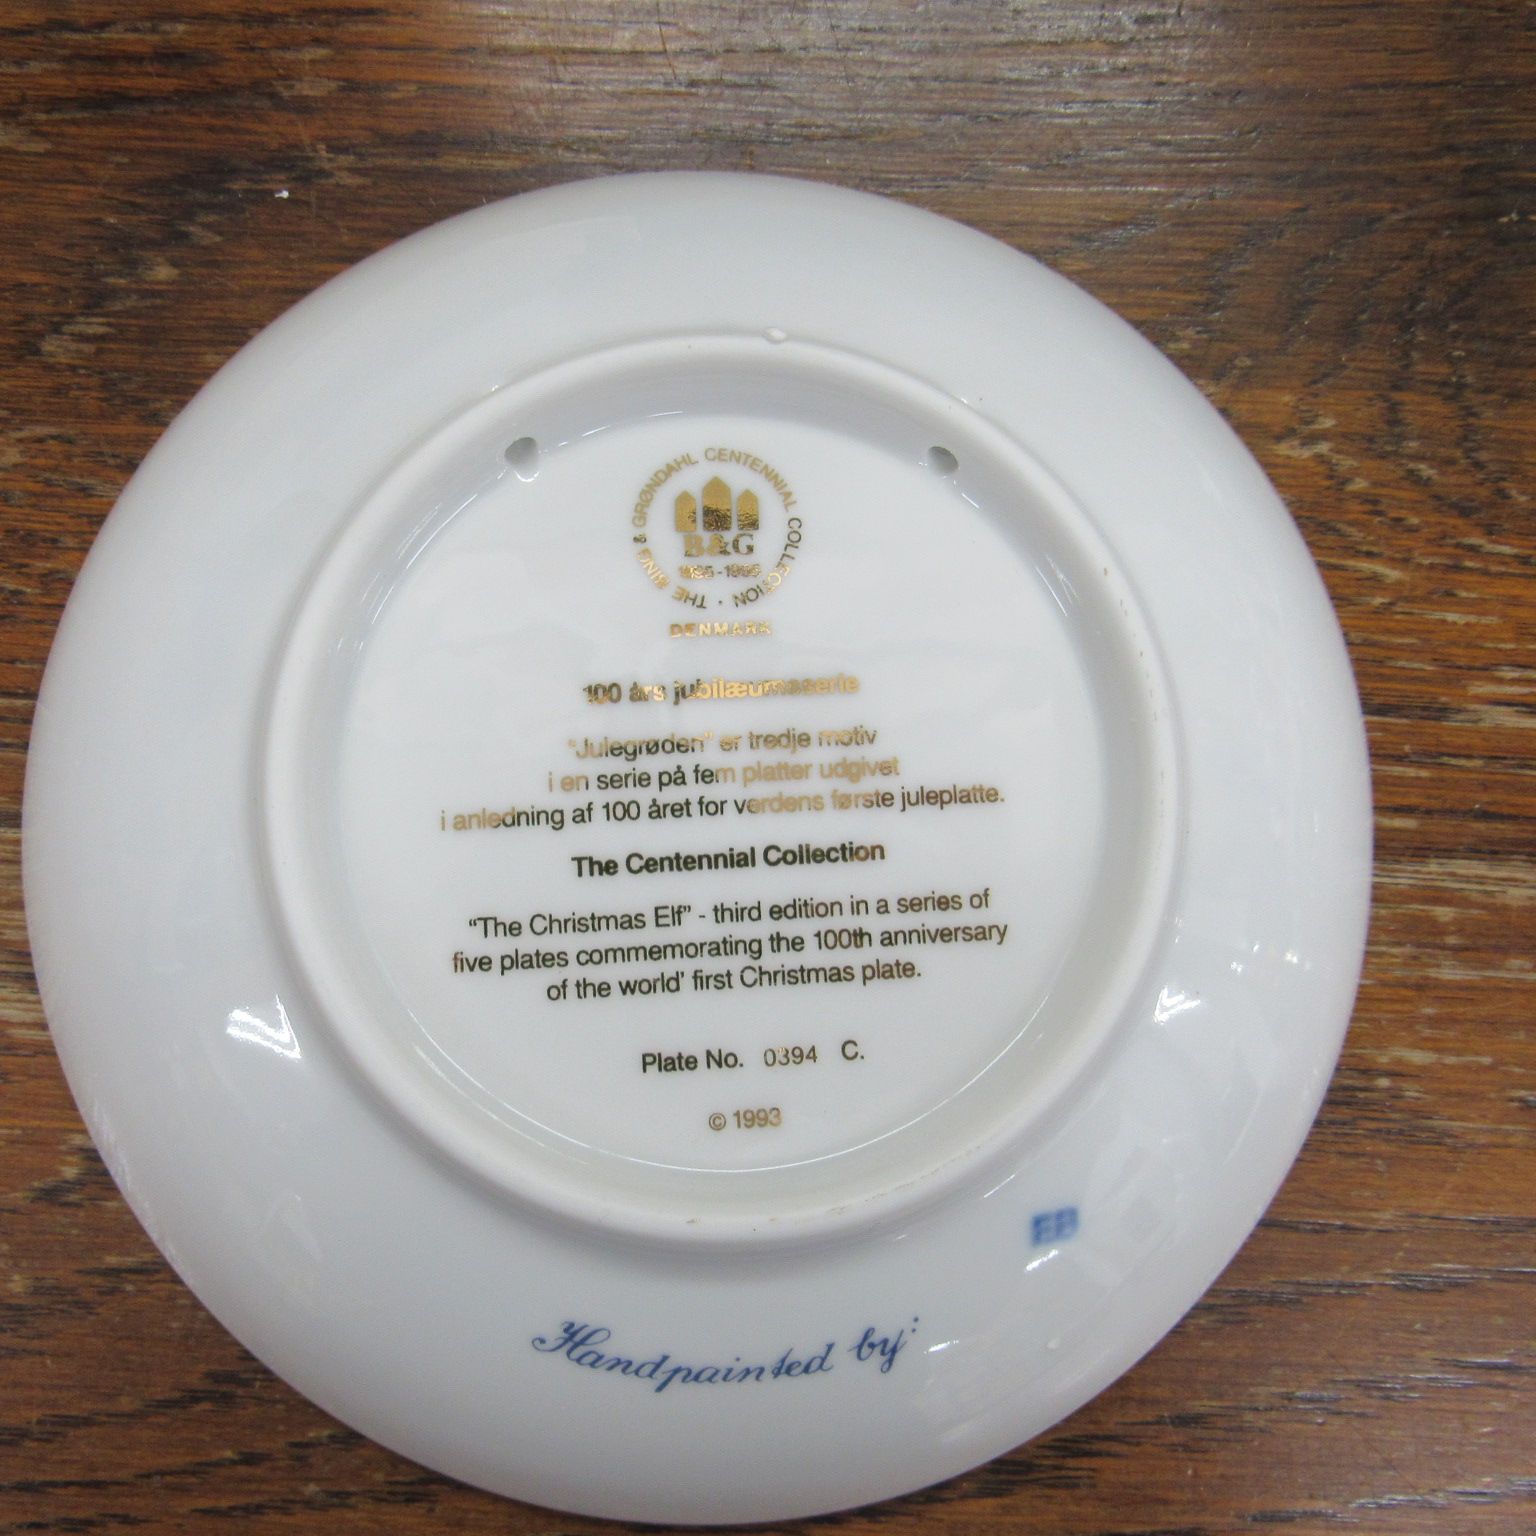 THE BING & GRØNDAHL CENTENNIAL COLLECTION ·
B&G
1895-1995
DENMARK
100 års jubilæumsserie
"Julegrøden" er tredje motiv
i en serie på fem platter udgivet
i anledning af 100 året for verdens første juleplatte.
The Centennial Collection
"The Christmas Elf" - third edition in a series of
five plates commemorating the 100th anniversary
of the world' first Christmas plate.
Plate No. 0394 C.
© 1993
Handpainted by: